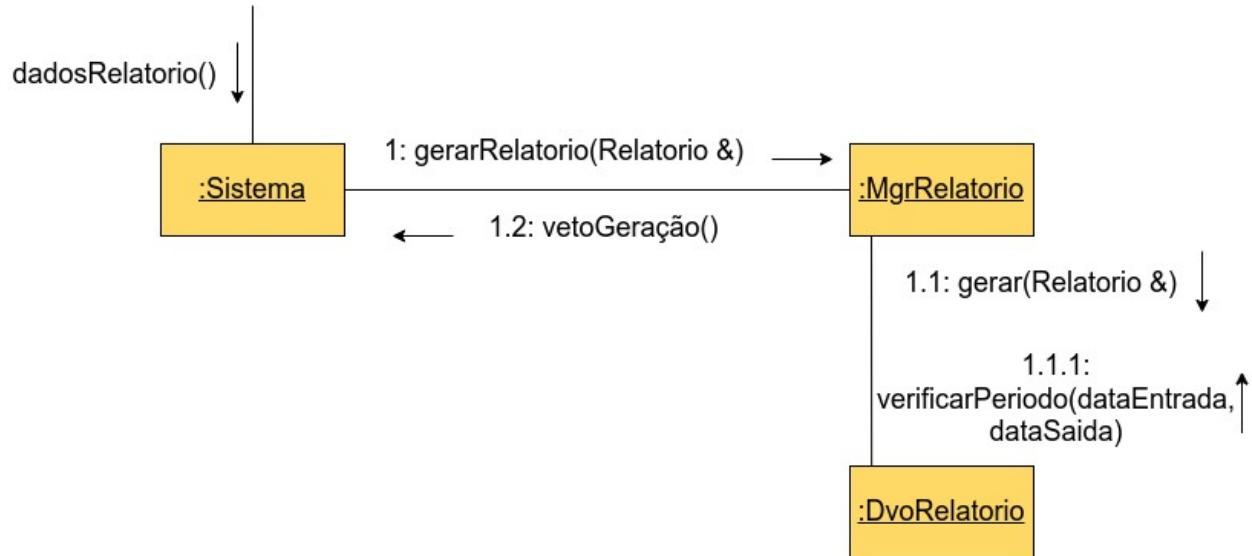 dadosRelatorio()
1: gerarRelatorio(Relatorio &)
:Sistema
:MgrRelatorio
1.2: vetoGeração()
1.1: gerar(Relatorio &)
1.1.1:
verificarPeriodo(dataEntrada,
dataSaida)
:DvoRelatorio